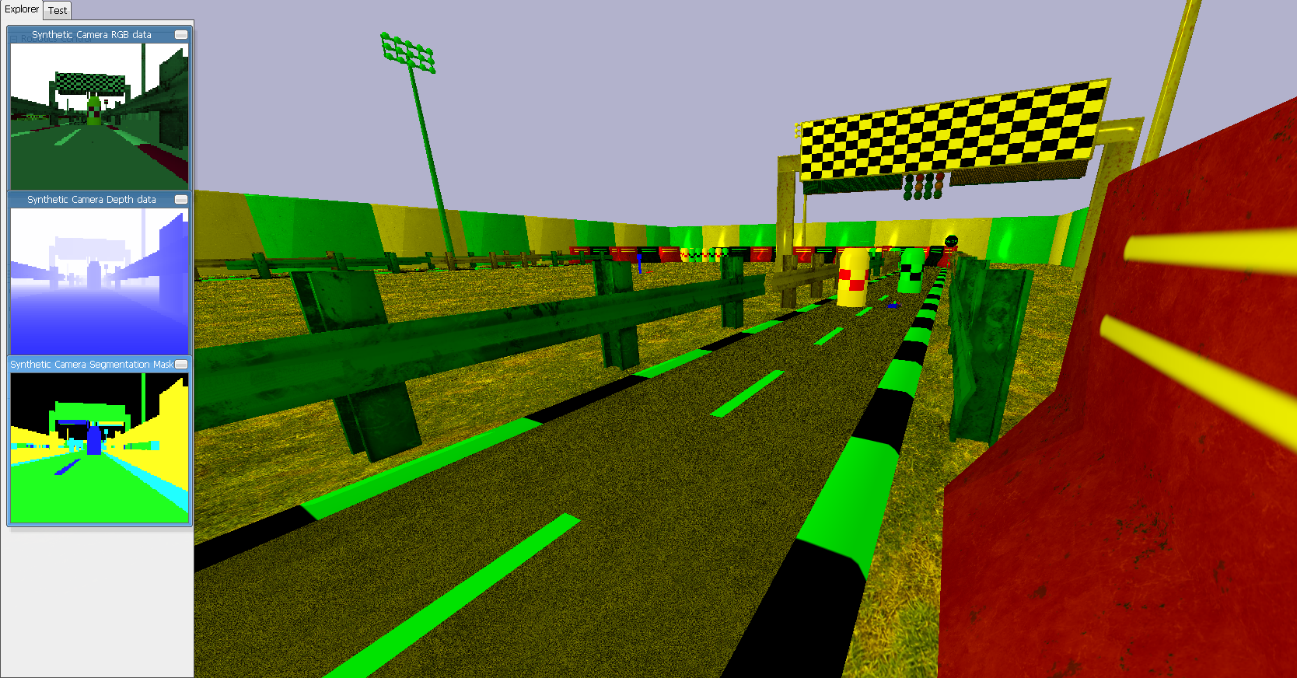 Explorer
Test
Synthetic Camera RGB data
Synthetic Camera Depth data
Synthetic Camera Segmentation Mask